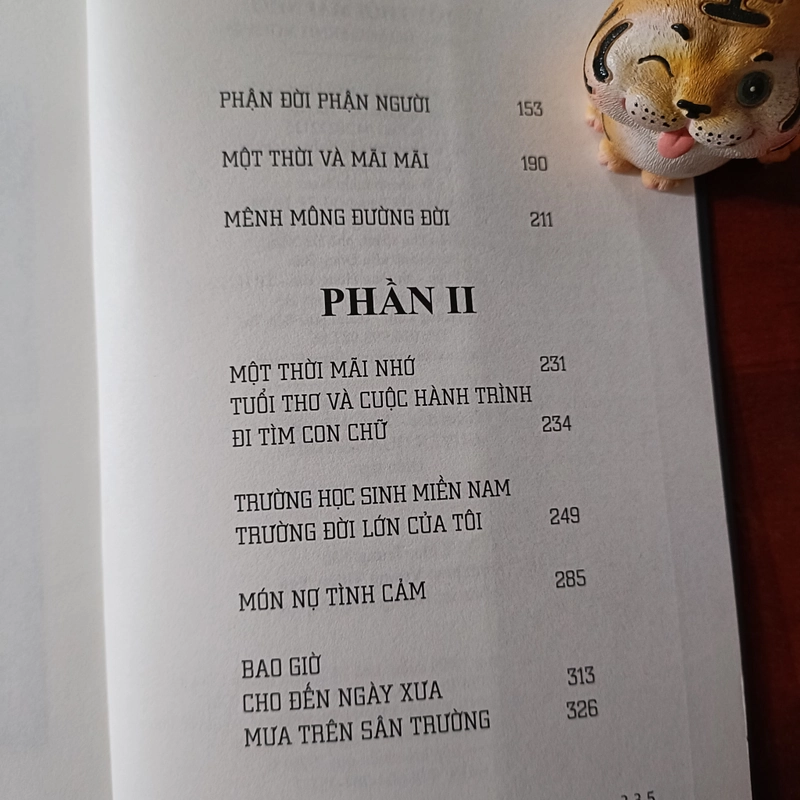 PHẬN ĐỜI PHẬN NGƯỜI 153
MỘT THỜI VÀ MÃI MÃI 190
MÊNH MÔNG ĐƯỜNG ĐỜI 211
PHẦN II
MỘT THỜI MÃI NHỚ 231
TUỔI THƠ VÀ CUỘC HÀNH TRÌNH
ĐI TÌM CON CHỮ 234
TRƯỜNG HỌC SINH MIỀN NAM
TRƯỜNG ĐỜI LỚN CỦA TÔI 249
MÓN NỢ TÌNH CẢM 285
BAO GIỜ
CHO ĐẾN NGÀY XƯA 313
MƯA TRÊN SÂN TRƯỜNG 326